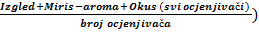 Izgled+Miris−aroma+Okus (svi ocjenjivači)
broj ocjenjivača
)